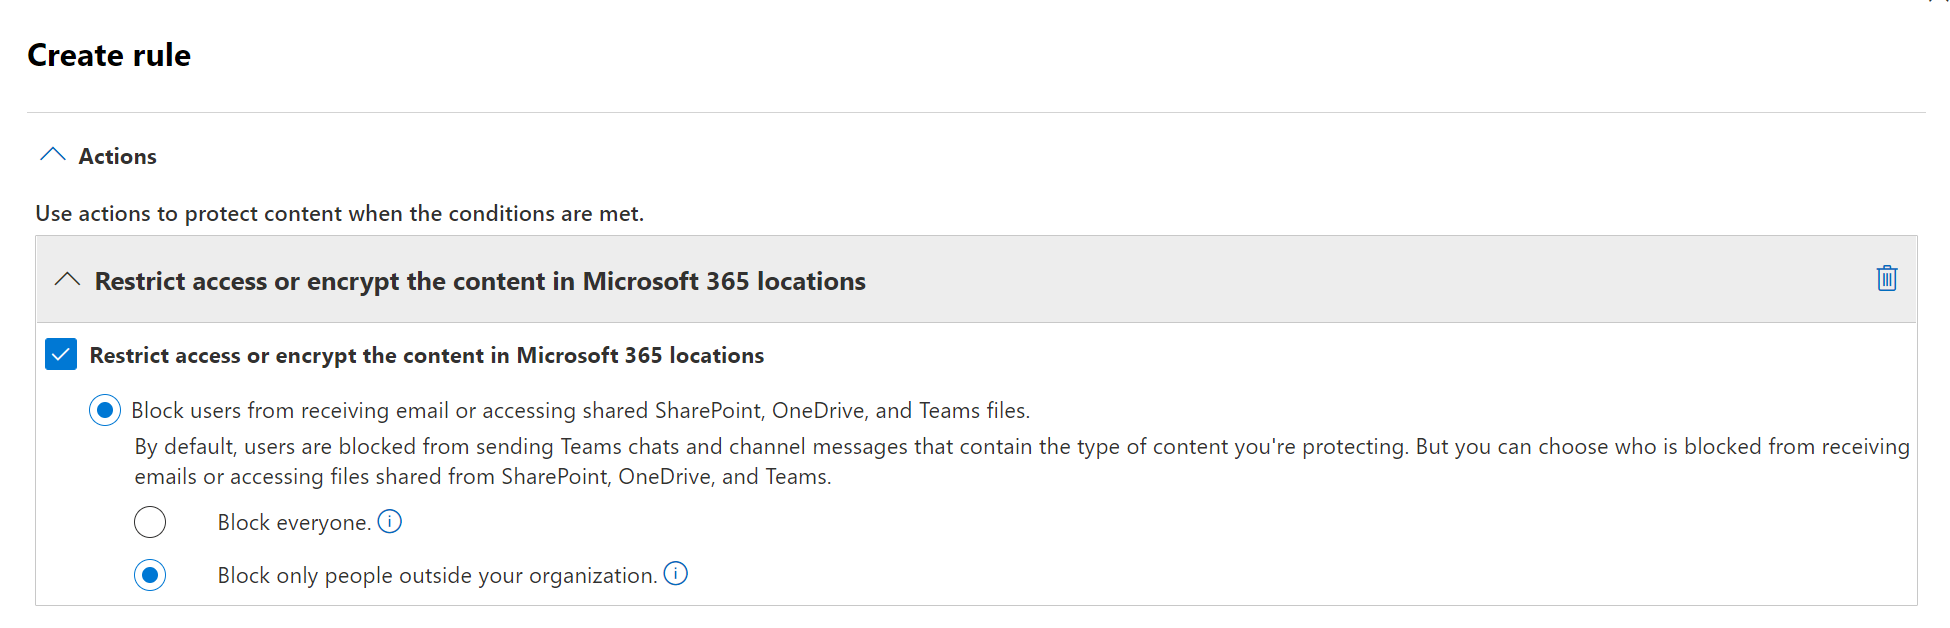 Create rule
Actions
Use actions to protect content when the conditions are met.
Restrict access or encrypt the content in Microsoft 365 locations
Restrict access or encrypt the content in Microsoft 365 locations
Block users from receiving email or accessing shared SharePoint, OneDrive, and Teams files.
By default, users are blocked from sending Teams chats and channel messages that contain the type of content you're protecting. But you can choose who is blocked from receiving
emails or accessing files shared from SharePoint, OneDrive, and Teams.
Block everyone.
Block only people outside your organization.